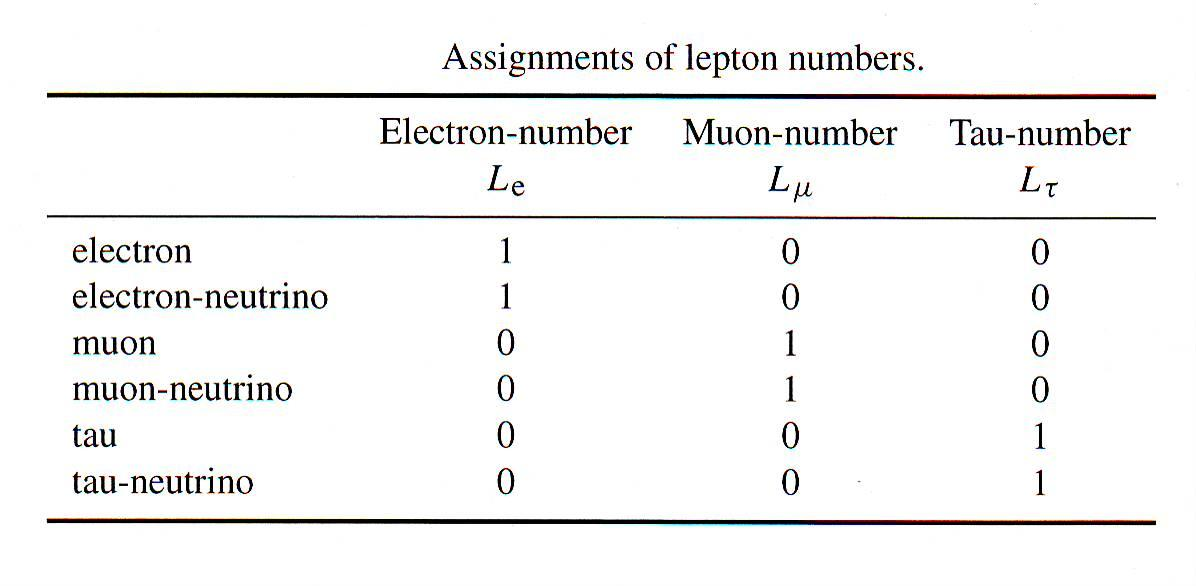 Assignments of lepton numbers.
Electron-number Muon-number Tau-number
Le Lμ Lτ
electron 1 0 0
electron-neutrino 1 0 0
muon 0 1 0
muon-neutrino 0 1 0
tau 0 0 1
tau-neutrino 0 0 1